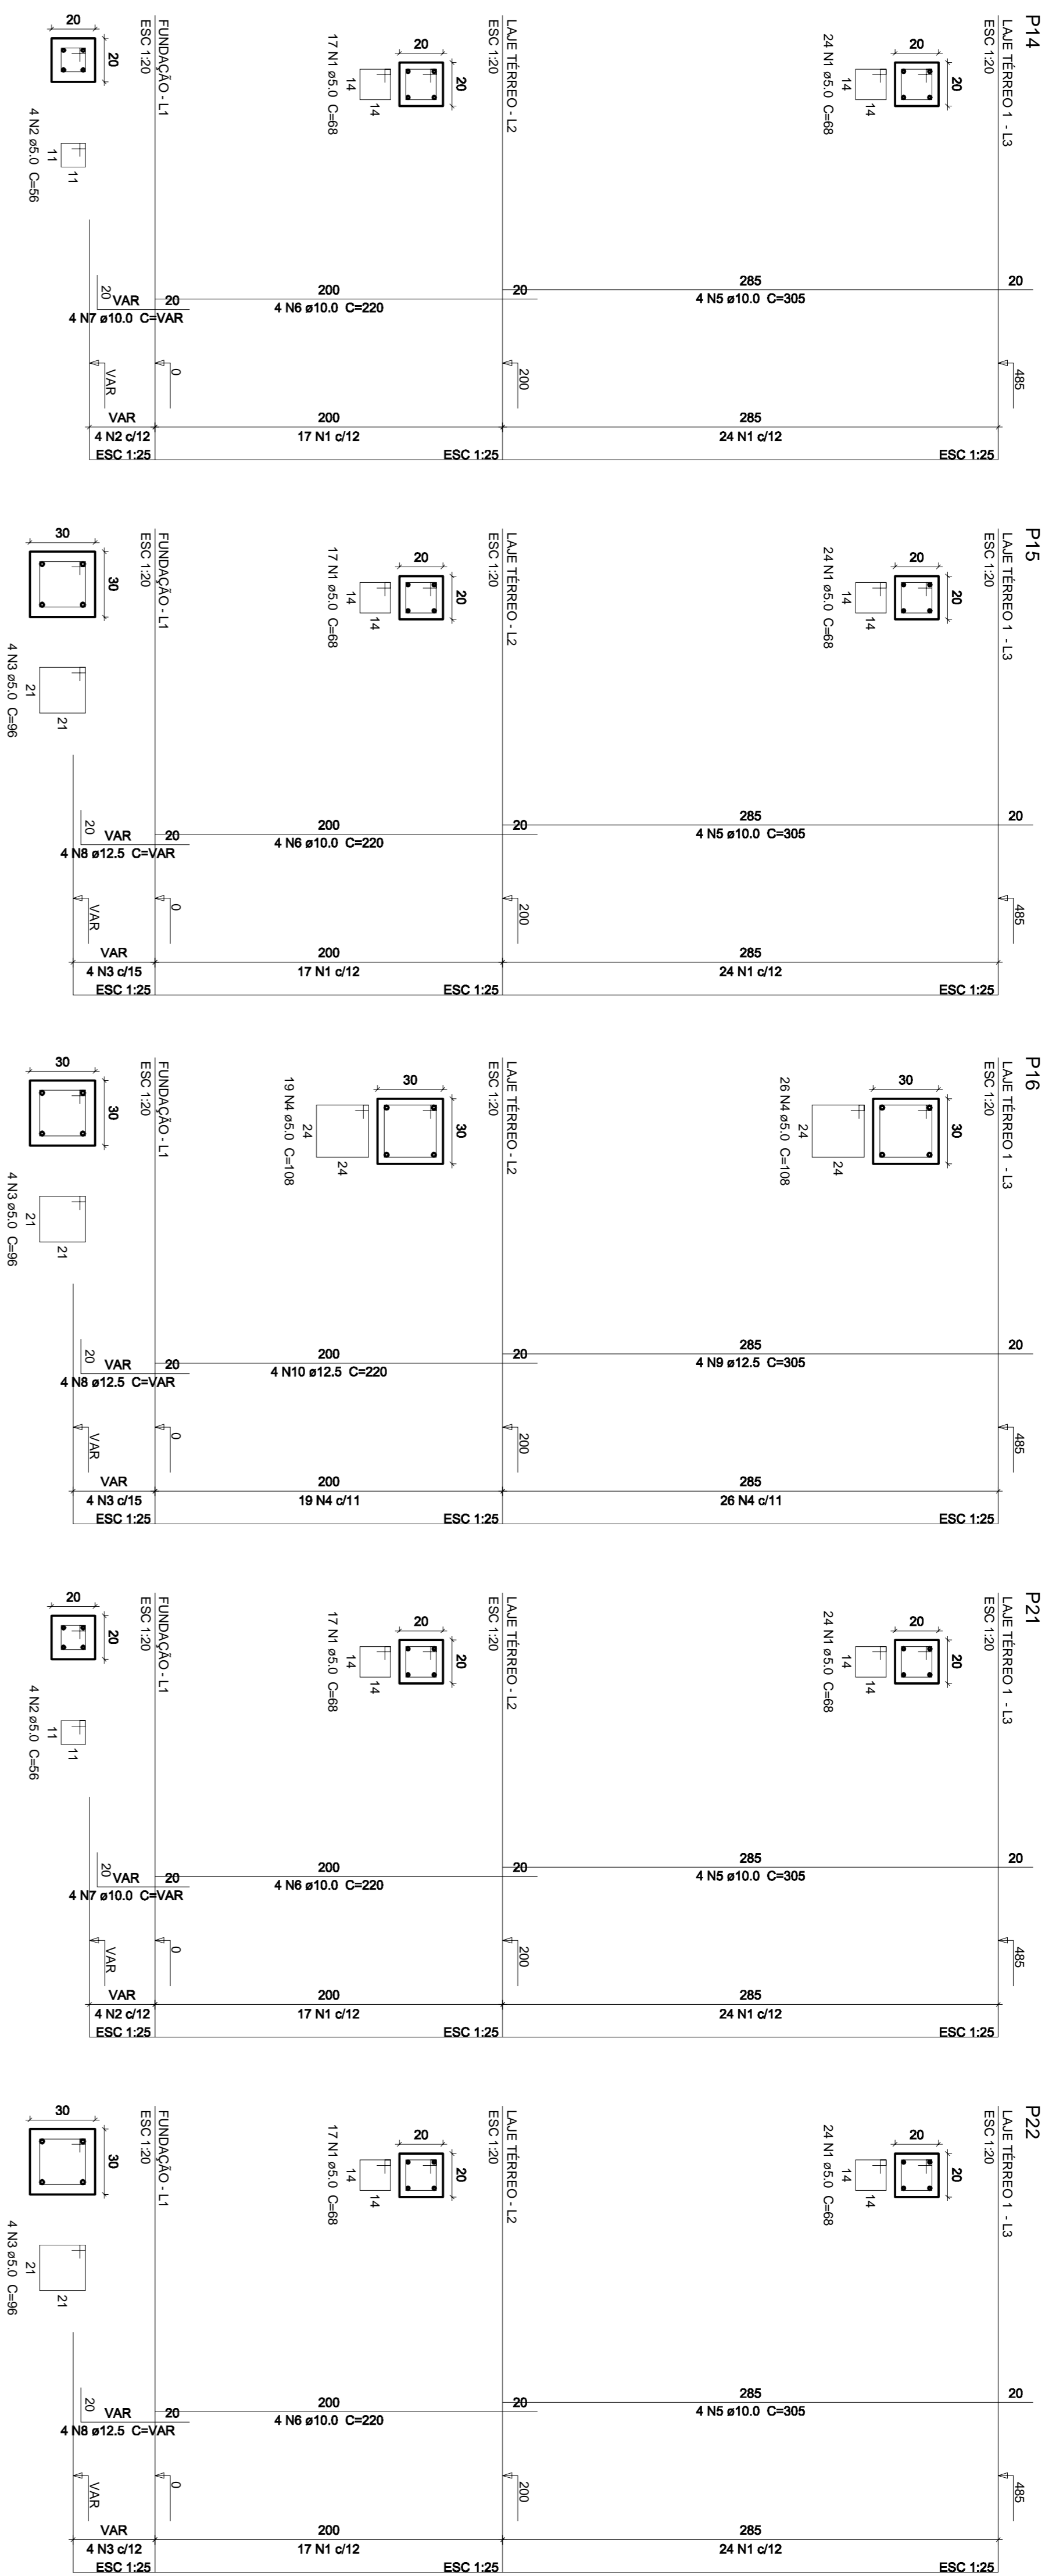 P14
LAJE TÉRREO 1 - L3
ESC 1:20
20
20
14
14
24 N1 ø5.0 C=68
20
285
4 N5 ø10.0 C=305
485
285
24 N1 c/12
ESC 1:25
LAJE TÉRREO - L2
ESC 1:20
20
20
14
14
17 N1 ø5.0 C=68
20
200
4 N6 ø10.0 C=220
200
200
17 N1 c/12
ESC 1:25
FUNDAÇÃO - L1
ESC 1:20
20
20
11
11
4 N2 ø5.0 C=56
20
VAR
20
4 N7 ø10.0 C=VAR
0
VAR
VAR
4 N2 c/12
ESC 1:25
P15
LAJE TÉRREO 1 - L3
ESC 1:20
20
20
14
14
24 N1 ø5.0 C=68
20
285
4 N5 ø10.0 C=305
485
285
24 N1 c/12
ESC 1:25
LAJE TÉRREO - L2
ESC 1:20
20
20
14
14
17 N1 ø5.0 C=68
20
200
4 N6 ø10.0 C=220
200
200
17 N1 c/12
ESC 1:25
FUNDAÇÃO - L1
ESC 1:20
30
30
21
21
4 N3 ø5.0 C=96
20
VAR
20
4 N8 ø12.5 C=VAR
0
VAR
VAR
4 N3 c/15
ESC 1:25
P16
LAJE TÉRREO 1 - L3
ESC 1:20
30
30
24
24
26 N4 ø5.0 C=108
20
285
4 N9 ø12.5 C=305
485
285
26 N4 c/11
ESC 1:25
LAJE TÉRREO - L2
ESC 1:20
30
30
24
24
19 N4 ø5.0 C=108
20
200
4 N10 ø12.5 C=220
200
200
19 N4 c/11
ESC 1:25
FUNDAÇÃO - L1
ESC 1:20
30
30
21
21
4 N3 ø5.0 C=96
20
VAR
20
4 N8 ø12.5 C=VAR
0
VAR
VAR
4 N3 c/15
ESC 1:25
P21
LAJE TÉRREO 1 - L3
ESC 1:20
20
20
14
14
24 N1 ø5.0 C=68
20
285
4 N5 ø10.0 C=305
485
285
24 N1 c/12
ESC 1:25
LAJE TÉRREO - L2
ESC 1:20
20
20
14
14
17 N1 ø5.0 C=68
20
200
4 N6 ø10.0 C=220
200
200
17 N1 c/12
ESC 1:25
FUNDAÇÃO - L1
ESC 1:20
20
20
11
11
4 N2 ø5.0 C=56
20
VAR
20
4 N7 ø10.0 C=VAR
0
VAR
VAR
4 N2 c/12
ESC 1:25
P22
LAJE TÉRREO 1 - L3
ESC 1:20
20
20
14
14
24 N1 ø5.0 C=68
20
285
4 N5 ø10.0 C=305
485
285
24 N1 c/12
ESC 1:25
LAJE TÉRREO - L2
ESC 1:20
20
20
14
14
17 N1 ø5.0 C=68
20
200
4 N6 ø10.0 C=220
200
200
17 N1 c/12
ESC 1:25
FUNDAÇÃO - L1
ESC 1:20
30
30
21
21
4 N3 ø5.0 C=96
20
VAR
20
4 N8 ø12.5 C=VAR
0
VAR
VAR
4 N3 c/12
ESC 1:25